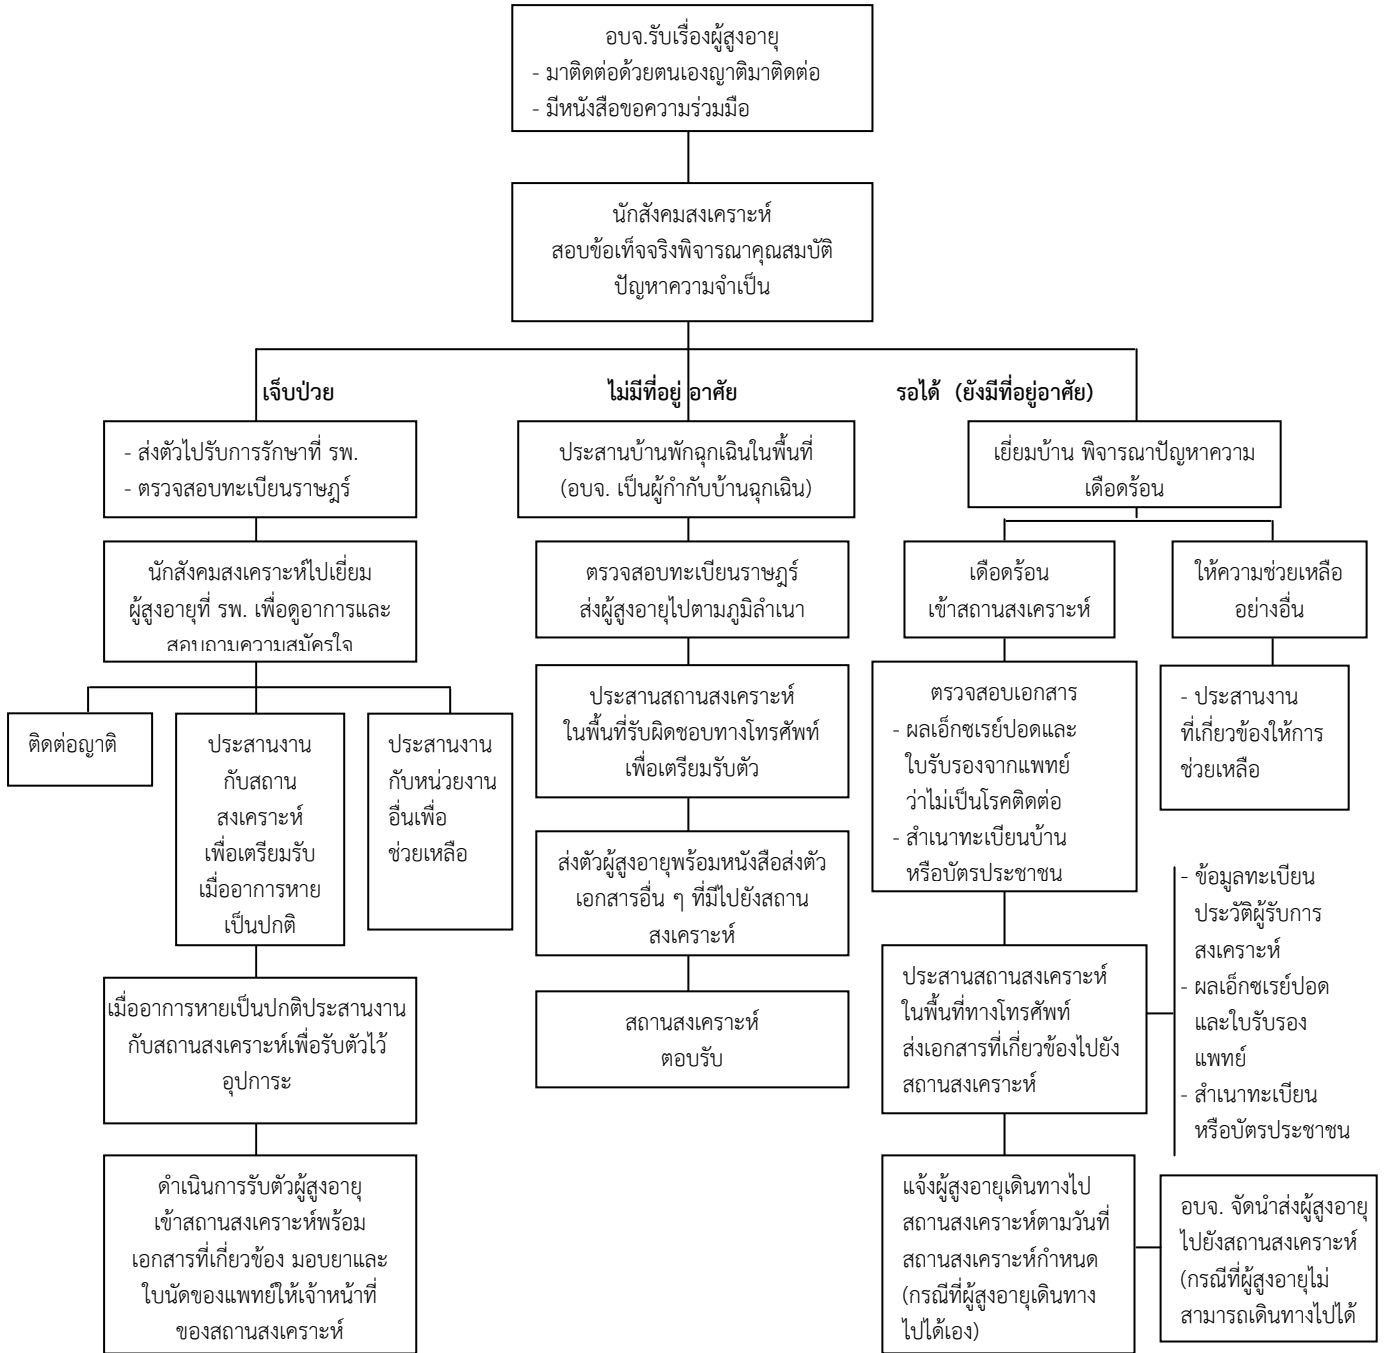 อบจ.รับเรื่องผู้สูงอายุ
- มาติดต่อด้วยตนเองญาติมาติดต่อ
- มีหนังสือขอความร่วมมือ
นักสังคมสงเคราะห์
สอบข้อเท็จจริงพิจารณาคุณสมบัติ
ปัญหาความจำเป็น
เจ็บป่วย
- ส่งตัวไปรับการรักษาที่ รพ.
- ตรวจสอบทะเบียนราษฎร์
นักสังคมสงเคราะห์ไปเยี่ยม
ผู้สูงอายุที่ รพ. เพื่อดูอาการและ
สอบถามความสมัครใจ
ติดต่อญาติ
ประสานงาน
กับสถาน
สงเคราะห์
เพื่อเตรียมรับ
เมื่ออาการหาย
เป็นปกติ
ประสานงาน
กับหน่วยงาน
อื่นเพื่อ
ช่วยเหลือ
เมื่ออาการหายเป็นปกติประสานงาน
กับสถานสงเคราะห์เพื่อรับตัวไว้
อุปการะ
ดำเนินการรับตัวผู้สูงอายุ
เข้าสถานสงเคราะห์พร้อม
เอกสารที่เกี่ยวข้อง มอบยาและ
ใบนัดของแพทย์ให้เจ้าหน้าที่
ของสถานสงเคราะห์
ไม่มีที่อยู่ อาศัย
ประสานบ้านพักฉุกเฉินในพื้นที่
(อบจ. เป็นผู้กำกับบ้านฉุกเฉิน)
ตรวจสอบทะเบียนราษฎร์
ส่งผู้สูงอายุไปตามภูมิลำเนา
ประสานสถานสงเคราะห์
ในพื้นที่รับผิดชอบทางโทรศัพท์
เพื่อเตรียมรับตัว
ส่งตัวผู้สูงอายุพร้อมหนังสือส่งตัว
เอกสารอื่น ๆ ที่มีไปยังสถาน
สงเคราะห์
สถานสงเคราะห์
ตอบรับ
รอได้ (ยังมีที่อยู่อาศัย)
เยี่ยมบ้าน พิจารณาปัญหาความ
เดือดร้อน
เดือดร้อน
เข้าสถานสงเคราะห์
ตรวจสอบเอกสาร
- ผลเอ็กซเรย์ปอดและ
ใบรับรองจากแพทย์
ว่าไม่เป็นโรคติดต่อ
- สำเนาทะเบียนบ้าน
หรือบัตรประชาชน
ประสานสถานสงเคราะห์
ในพื้นที่ทางโทรศัพท์
ส่งเอกสารที่เกี่ยวข้องไปยัง
สถานสงเคราะห์
แจ้งผู้สูงอายุเดินทางไป
สถานสงเคราะห์ตามวันที่
สถานสงเคราะห์กำหนด
(กรณีที่ผู้สูงอายุเดินทาง
ไปได้เอง)
ให้ความช่วยเหลือ
อย่างอื่น
- ประสานงาน
ที่เกี่ยวข้องให้การ
ช่วยเหลือ
- ข้อมูลทะเบียน
ประวัติผู้รับการ
สงเคราะห์
- ผลเอ็กซเรย์ปอด
และใบรับรอง
แพทย์
- สำเนาทะเบียน
หรือบัตรประชาชน
อบจ. จัดนำส่งผู้สูงอายุ
ไปยังสถานสงเคราะห์
(กรณีที่ผู้สูงอายุไม่
สามารถเดินทางไปได้